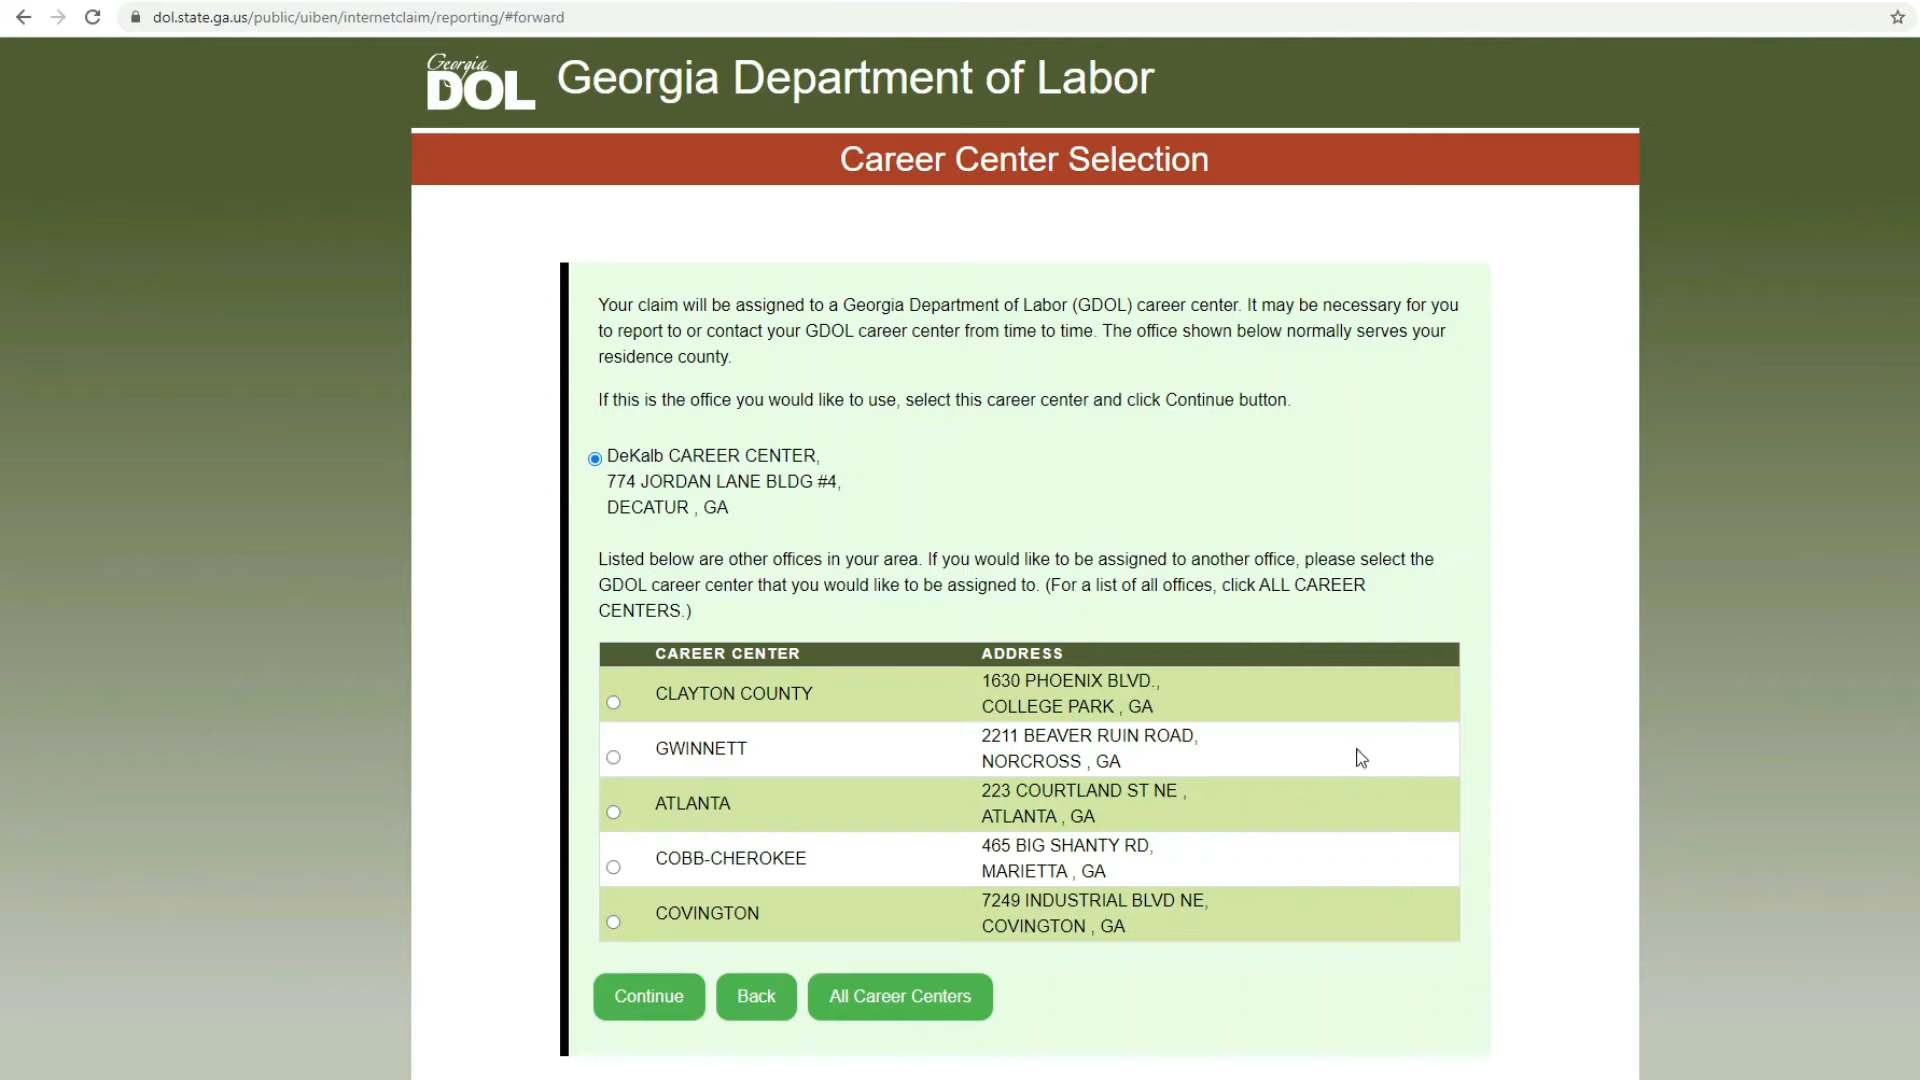 dol.state.ga.us/public/uiben/internetclaim/reporting/#forward
Georgia
DOL
Georgia Department of Labor
Career Center Selection
Your claim will be assigned to a Georgia Department of Labor (GDOL) career center. It may be necessary for you
to report to or contact your GDOL career center from time to time. The office shown below normally serves your
residence county.
If this is the office you would like to use, select this career center and click Continue button.
DeKalb CAREER CENTER,
774 JORDAN LANE BLDG #4,
DECATUR , GA
Listed below are other offices in your area. If you would like to be assigned to another office, please select the
GDOL career center that you would like to be assigned to. (For a list of all offices, click ALL CAREER
CENTERS.)
CAREER CENTER ADDRESS
CLAYTON COUNTY 1630 PHOENIX BLVD.,
COLLEGE PARK , GA
GWINNETT 2211 BEAVER RUIN ROAD,
NORCROSS , GA
ATLANTA 223 COURTLAND ST NE ,
ATLANTA , GA
COBB-CHEROKEE 465 BIG SHANTY RD,
MARIETTA , GA
COVINGTON 7249 INDUSTRIAL BLVD NE,
COVINGTON , GA
Continue Back All Career Centers